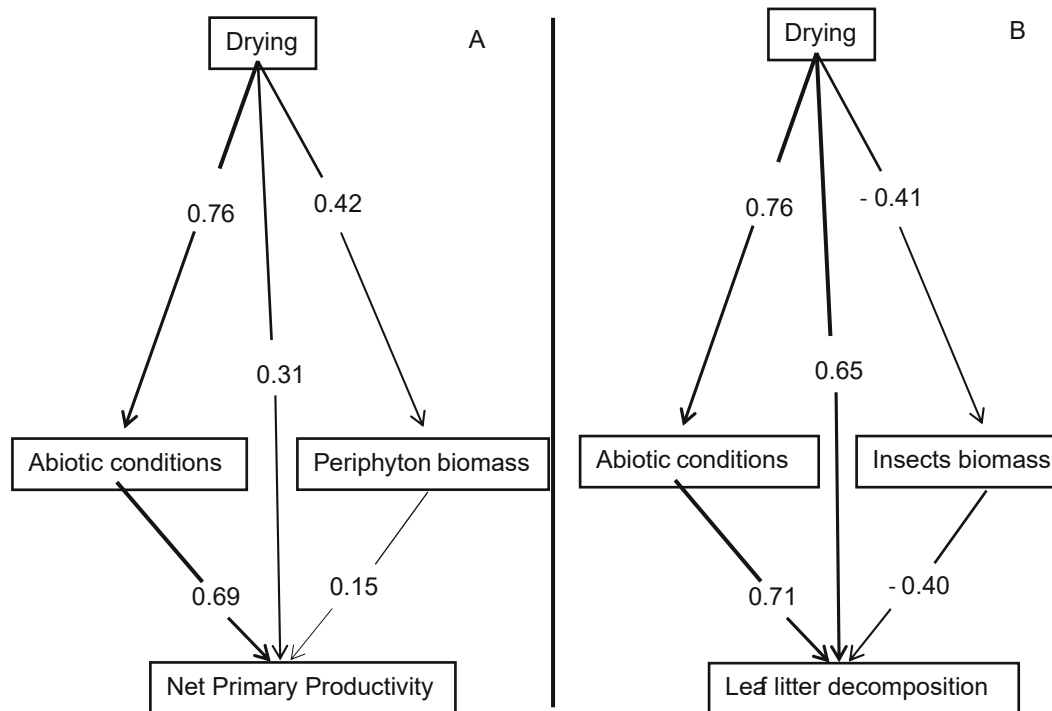 Drying
A
0.76
0.42
0.31
Abiotic conditions
Periphyton biomass
0.69
0.15
Net Primary Productivity
Drying
B
0.76
- 0.41
0.65
Abiotic conditions
Insects biomass
0.71
- 0.40
Leaf litter decomposition